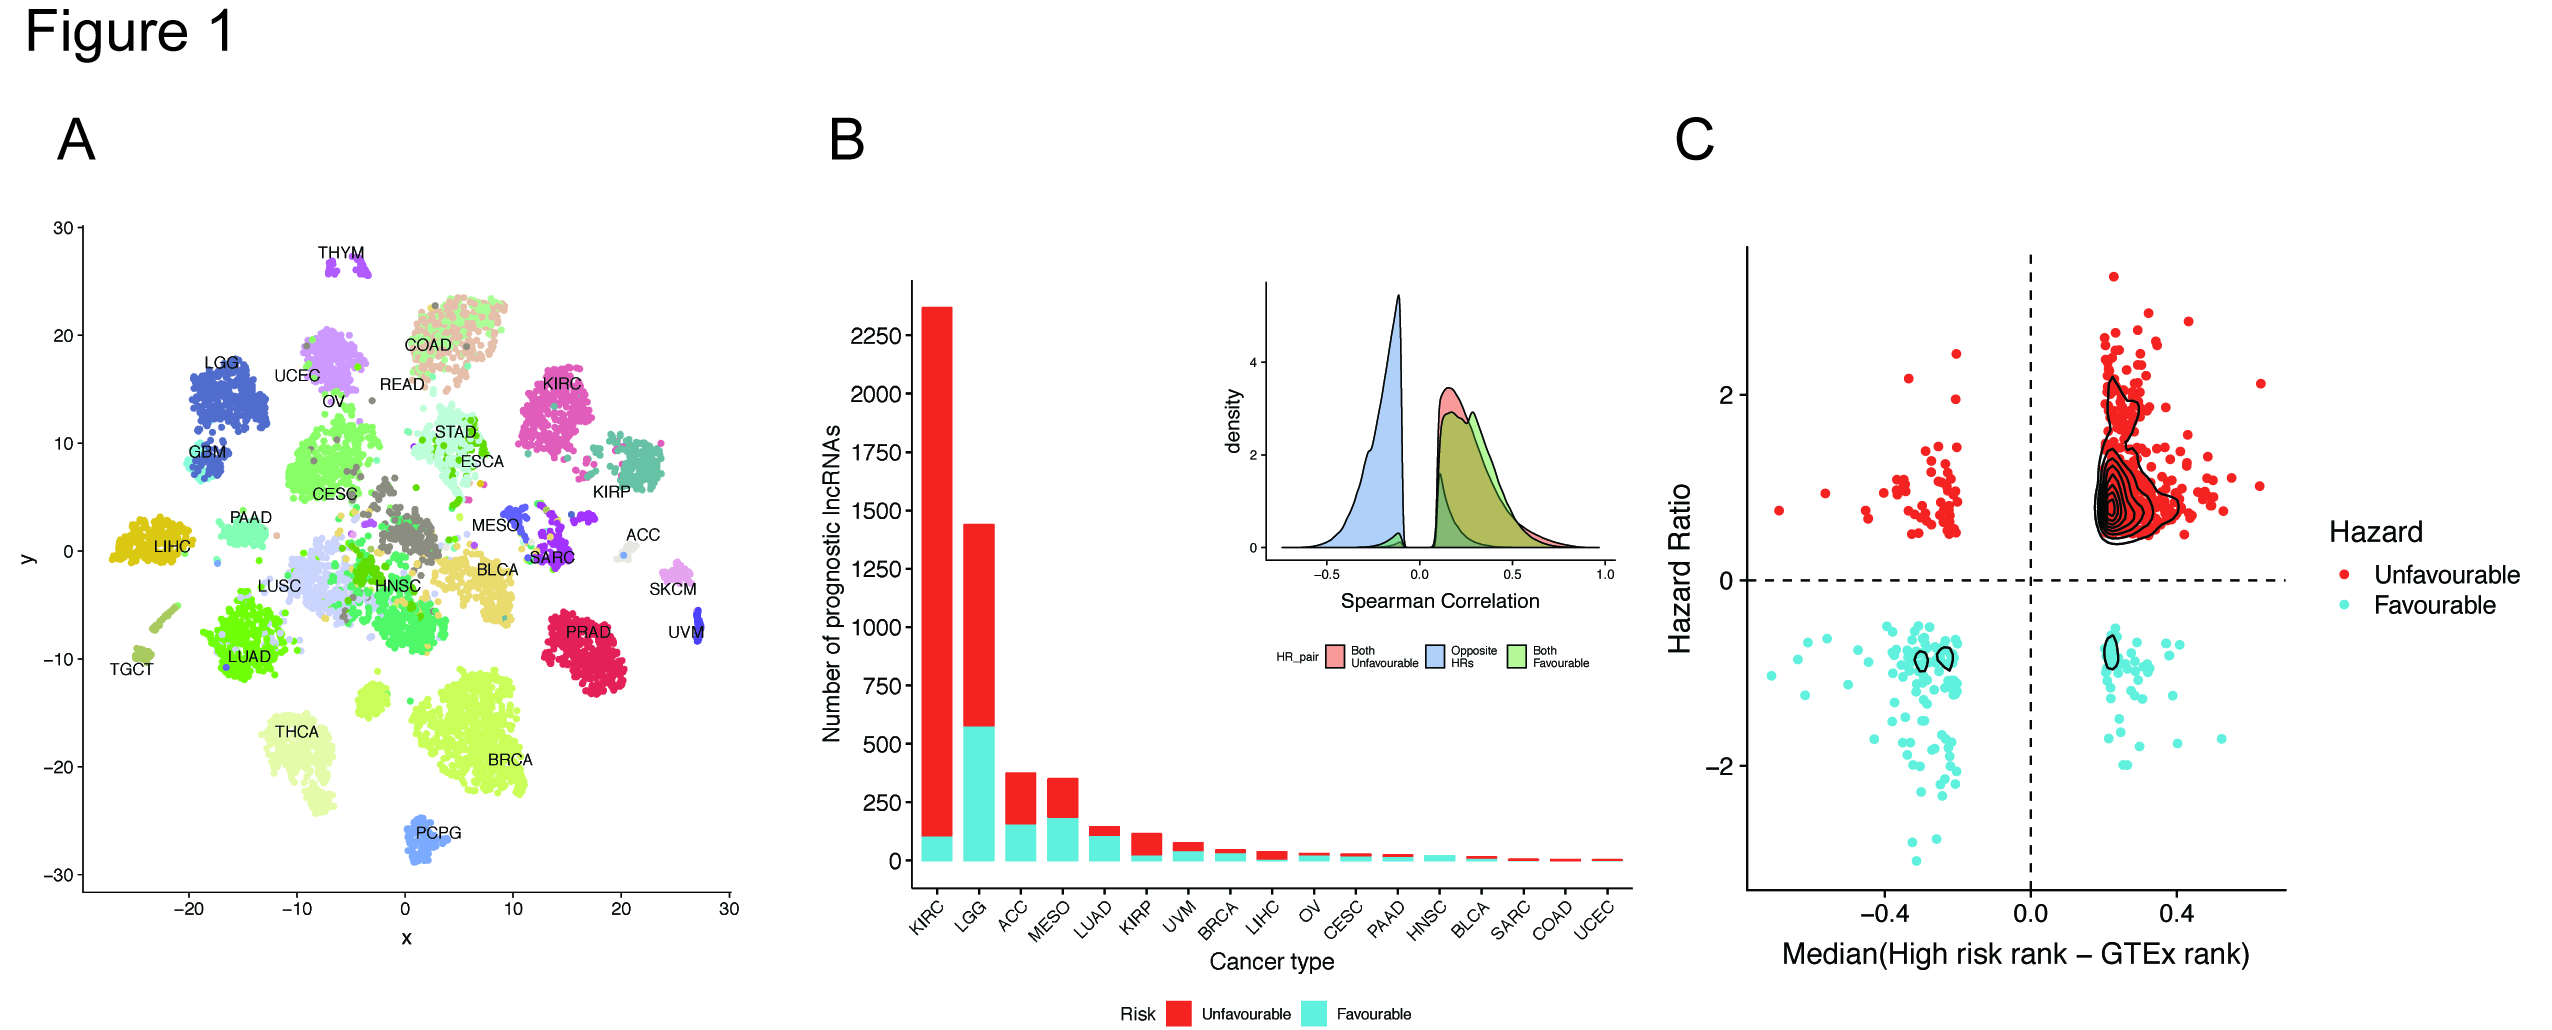 Figure 1
A
B
C
30
20
10
0
−10
−20
−30
y
−20
−10
0
10
20
30
x
THYM
LGG
UCEC
COAD
READ
KIRC
OV
GBM
STAD
ESCA
CESC
KIRP
PAAD
MESO
ACC
LIHC
SARC
LUSC
HNSC
BLCA
SKCM
UVM
PRAD
LUAD
TGCT
THCA
BRCA
PCPG
Number of prognostic lncRNAs
2250
2000
1750
1500
1250
1000
750
500
250
0
KIRC
LGG
ACC
MESO
LUAD
KIRP
UVM
BRCA
LIHC
OV
CESC
PAAD
HNSC
BLCA
SARC
COAD
UCEC
Cancer type
Risk
Unfavourable
Favourable
density
4
2
0
−0.5
0.0
0.5
1.0
Spearman Correlation
HR_pair
Both
Unfavourable
Opposite
HRs
Both
Favourable
Hazard Ratio
2
0
−2
−0.4
0.0
0.4
Median(High risk rank − GTEx rank)
Hazard
Unfavourable
Favourable